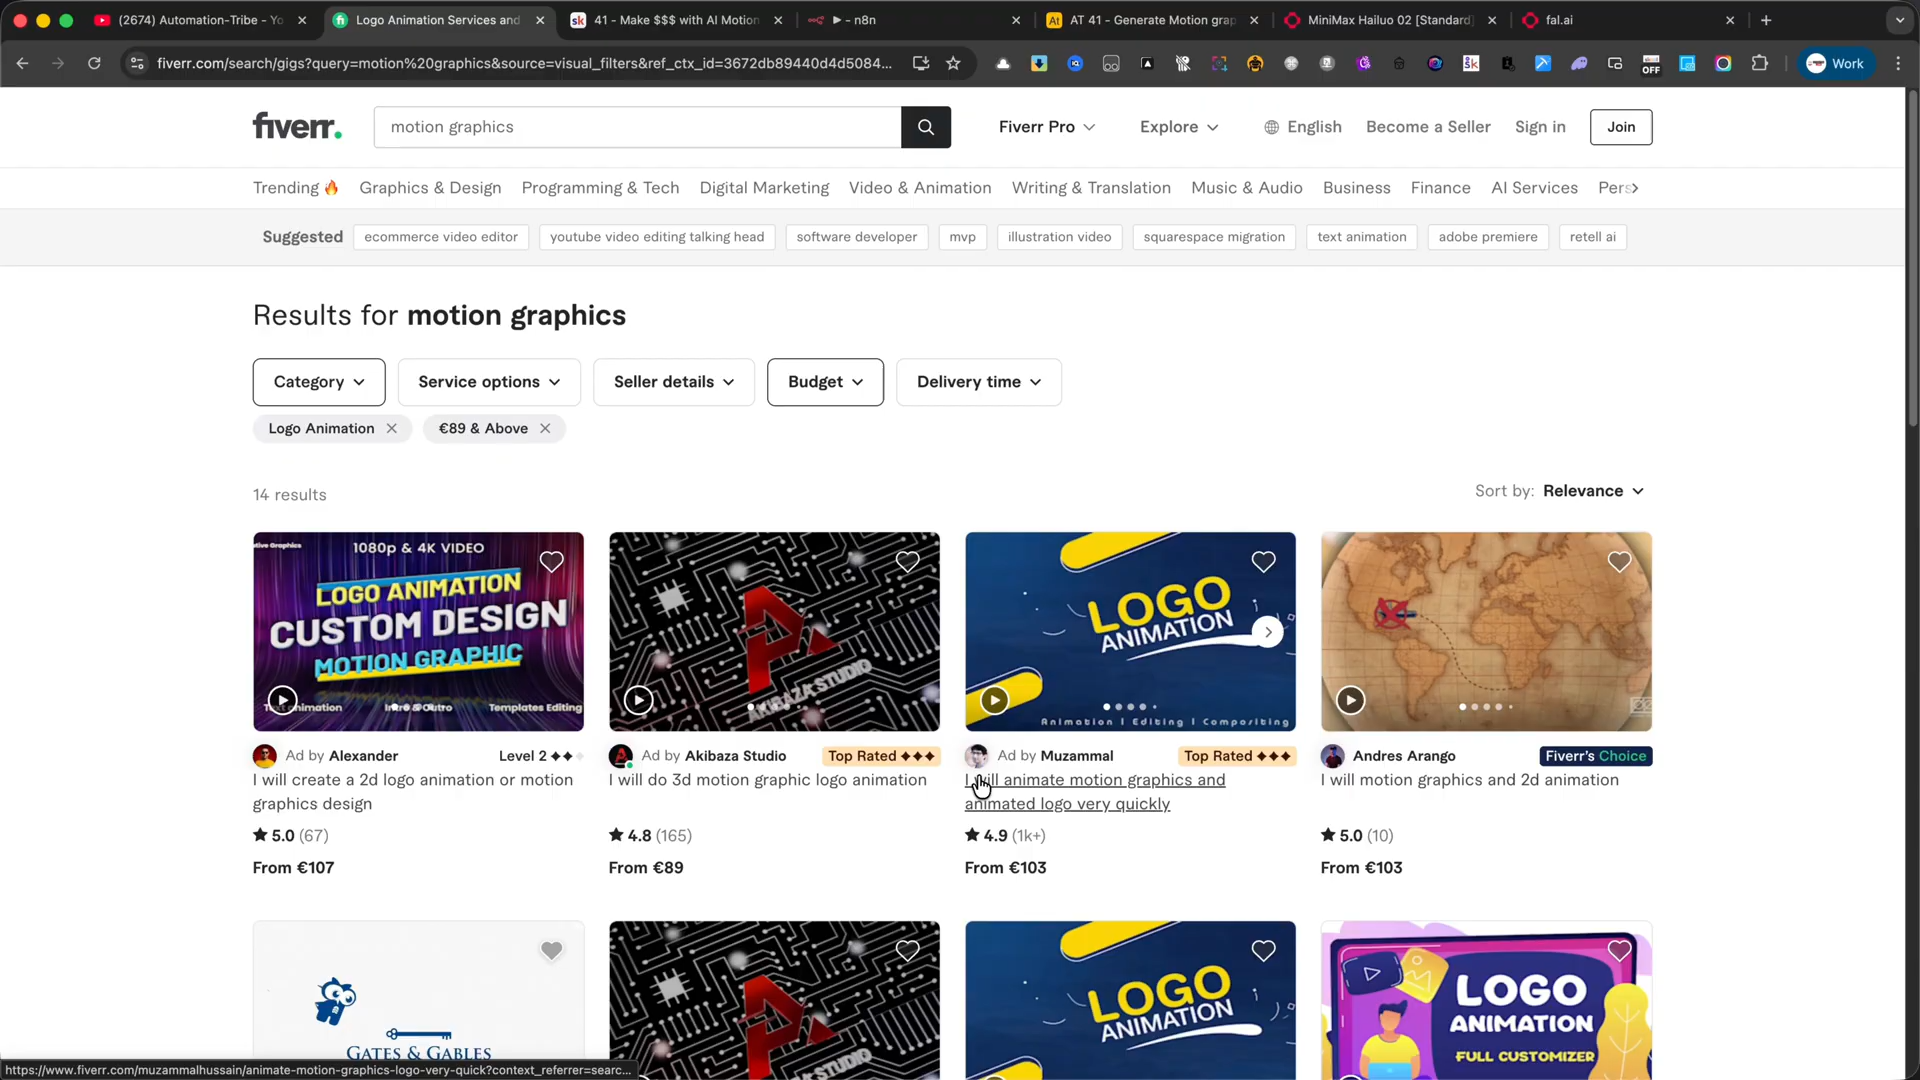 (2674) Automation-Tribe - Yo
Logo Animation Services and
41 - Make $$$ with AI Motion
- n8n
AT 41 - Generate Motion grap
MiniMax Hailuo 02 [Standard]
fal.ai
fiverr.com/search/gigs?query=motion%20graphics&source=visual_filters&ref_ctx_id=3672db89440d4d5084...
OFF
Work
fiverr.
motion graphics
Fiverr Pro
Explore
English
Become a Seller
Sign in
Join
Trending
Graphics & Design
Programming & Tech
Digital Marketing
Video & Animation
Writing & Translation
Music & Audio
Business
Finance
AI Services
Pers
Suggested
ecommerce video editor
youtube video editing talking head
software developer
mvp
illustration video
squarespace migration
text animation
adobe premiere
retell ai
Results for motion graphics
Category
Service options
Seller details
Budget
Delivery time
Logo Animation
€89 & Above
14 results
Sort by: Relevance
1080p & 4K VIDEO
LOGO ANIMATION
CUSTOM DESIGN
MOTION GRAPHIC
Templates Editing
AKIBAZA STUDIO
LOGO
ANIMATION
Animation | Editing | Compositing
Ad by Alexander
Level 2
I will create a 2d logo animation or motion
graphics design
5.0 (67)
From €107
Ad by Akibaza Studio
Top Rated
I will do 3d motion graphic logo animation
4.8 (165)
From €89
Ad by Muzammal
Top Rated
I will animate motion graphics and
animated logo very quickly
4.9 (1k+)
From €103
Andres Arango
Fiverr's Choice
I will motion graphics and 2d animation
5.0 (10)
From €103
GATES & GABLES
LOGO
ANIMATION
LOGO
ANIMATION
FULL CUSTOMIZER
https://www.fiverr.com/muzammalhussain/animate-motion-graphics-logo-very-quick?context_referrer=searc...